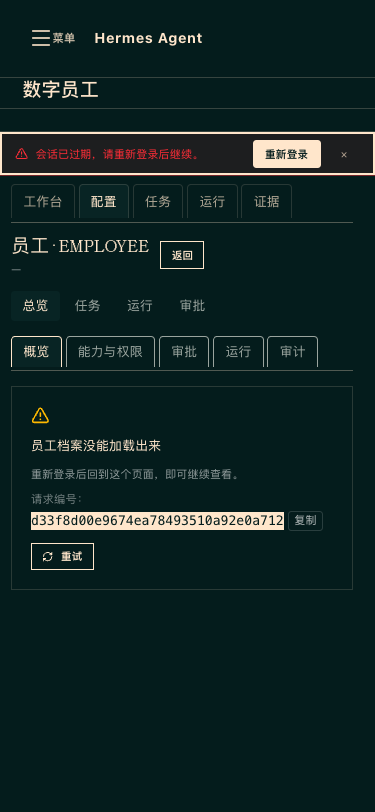 菜单 Hermes Agent
数字员工
会话已过期，请重新登录后继续。 重新登录 ×
工作台 配置 任务 运行 证据
员工 · EMPLOYEE 返回
—
总览 任务 运行 审批
概览 能力与权限 审批 运行 审计
员工档案没能加载出来
重新登录后回到这个页面，即可继续查看。
请求编号：
d33f8d00e9674ea78493510a92e0a712 复制
重试